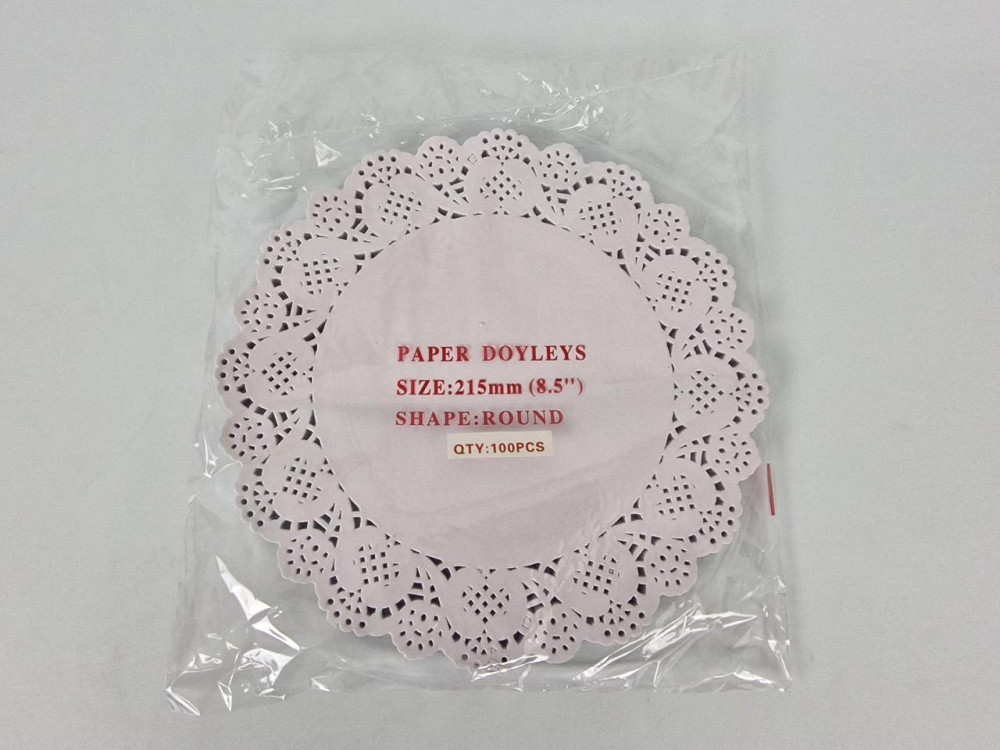 PAPER DOYLEYS
SIZE:215mm (8.5'')
SHAPE:ROUND
QTY:100PCS